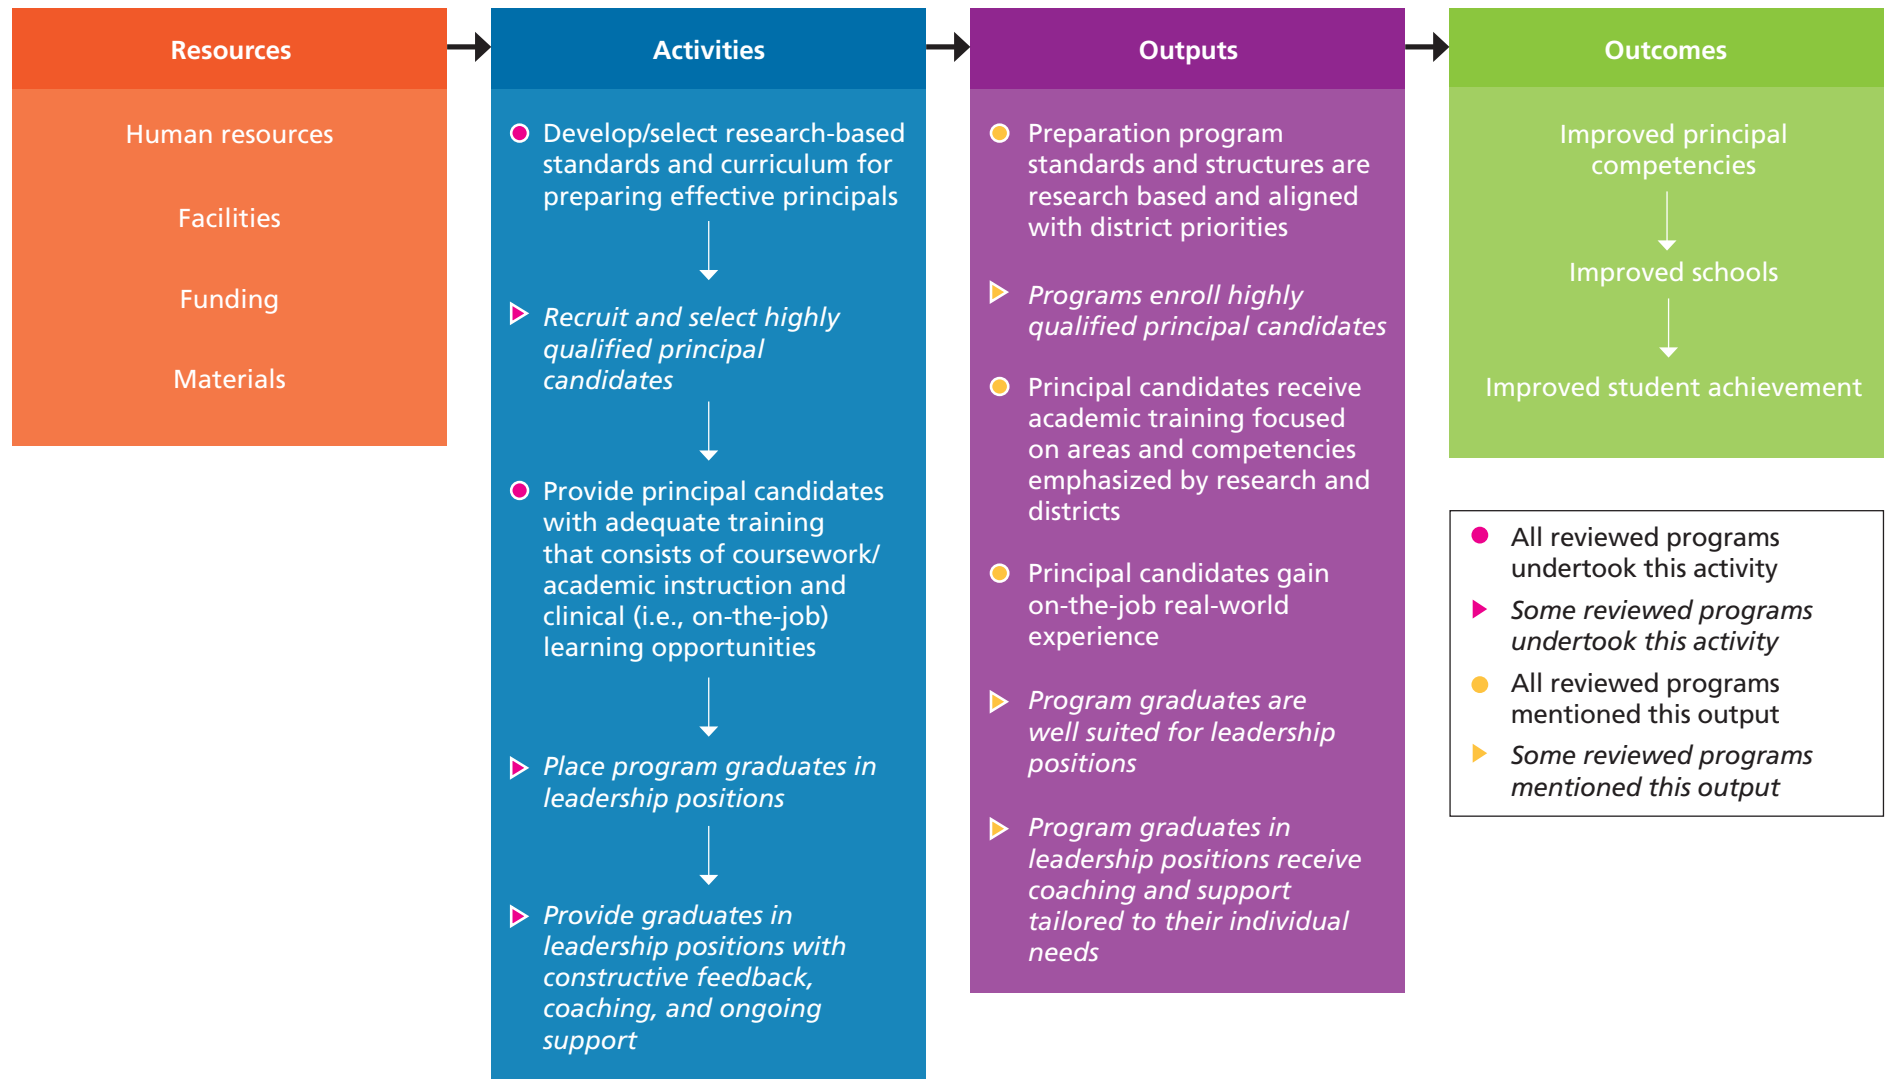 Resources
Human resources
Facilities
Funding
Materials
Activities
Develop/select research-based
standards and curriculum for
preparing effective principals
Recruit and select highly
qualified principal
candidates
Provide principal candidates
with adequate training
that consists of coursework/
academic instruction and
clinical (i.e., on-the-job)
learning opportunities
Place program graduates in
leadership positions
Provide graduates in
leadership positions with
constructive feedback,
coaching, and ongoing
support
Outputs
Preparation program
standards and structures are
research based and aligned
with district priorities
Programs enroll highly
qualified principal candidates
Principal candidates receive
academic training focused
on areas and competencies
emphasized by research and
districts
Principal candidates gain
on-the-job real-world
experience
Program graduates are
well suited for leadership
positions
Program graduates in
leadership positions receive
coaching and support
tailored to their individual
needs
Outcomes
Improved principal
competencies
Improved schools
Improved student achievement
All reviewed programs
undertook this activity
Some reviewed programs
undertook this activity
All reviewed programs
mentioned this output
Some reviewed programs
mentioned this output